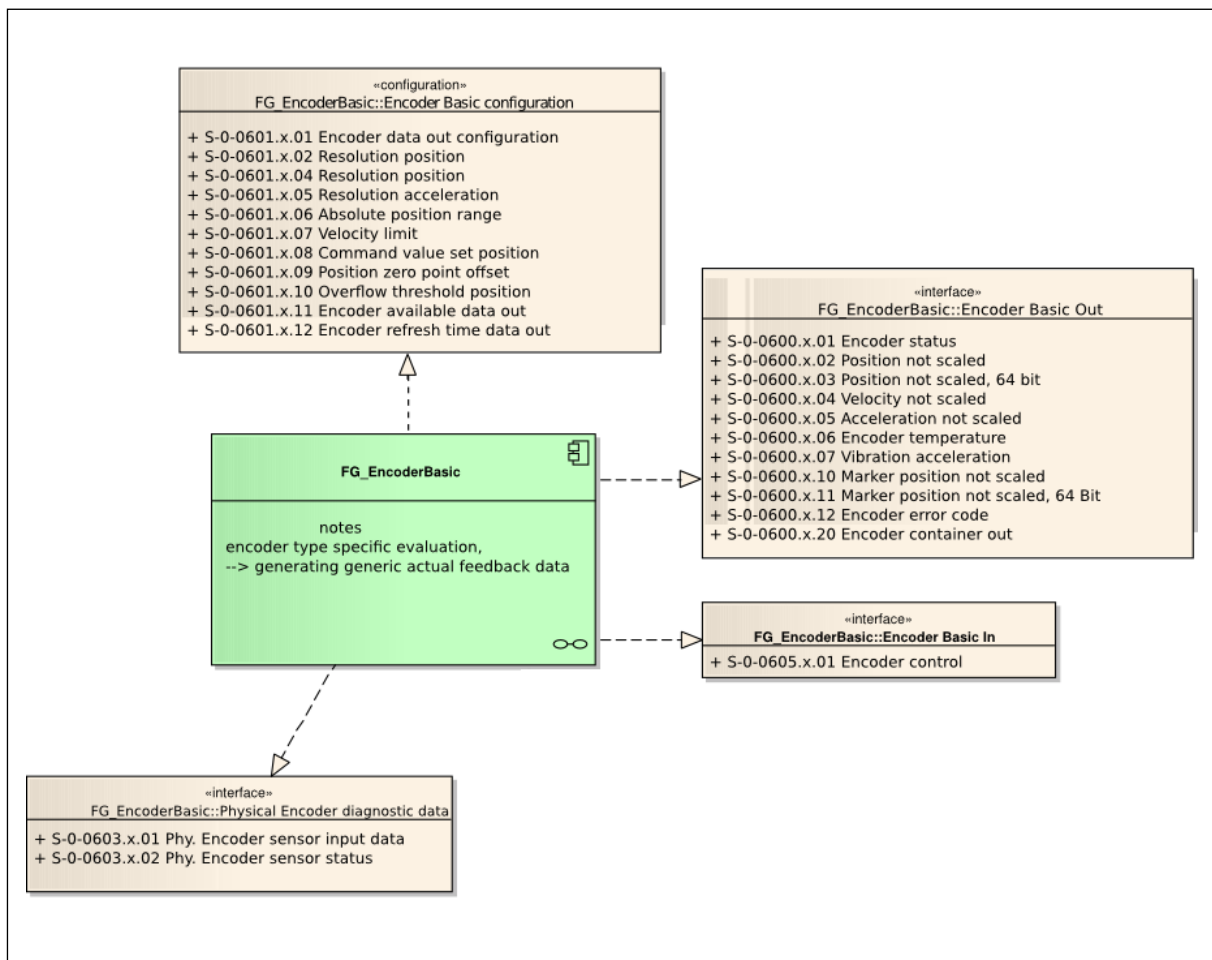 «configuration»
FG_EncoderBasic::Encoder Basic configuration
+ S-0-0601.x.01 Encoder data out configuration
+ S-0-0601.x.02 Resolution position
+ S-0-0601.x.04 Resolution position
+ S-0-0601.x.05 Resolution acceleration
+ S-0-0601.x.06 Absolute position range
+ S-0-0601.x.07 Velocity limit
+ S-0-0601.x.08 Command value set position
+ S-0-0601.x.09 Position zero point offset
+ S-0-0601.x.10 Overflow threshold position
+ S-0-0601.x.11 Encoder available data out
+ S-0-0601.x.12 Encoder refresh time data out
«interface»
FG_EncoderBasic::Encoder Basic Out
+ S-0-0600.x.01 Encoder status
+ S-0-0600.x.02 Position not scaled
+ S-0-0600.x.03 Position not scaled, 64 bit
+ S-0-0600.x.04 Velocity not scaled
+ S-0-0600.x.05 Acceleration not scaled
+ S-0-0600.x.06 Encoder temperature
+ S-0-0600.x.07 Vibration acceleration
+ S-0-0600.x.10 Marker position not scaled
+ S-0-0600.x.11 Marker position not scaled, 64 Bit
+ S-0-0600.x.12 Encoder error code
+ S-0-0600.x.20 Encoder container out
FG_EncoderBasic
notes
encoder type specific evaluation,
--> generating generic actual feedback data
«interface»
FG_EncoderBasic::Encoder Basic In
+ S-0-0605.x.01 Encoder control
«interface»
FG_EncoderBasic::Physical Encoder diagnostic data
+ S-0-0603.x.01 Phy. Encoder sensor input data
+ S-0-0603.x.02 Phy. Encoder sensor status